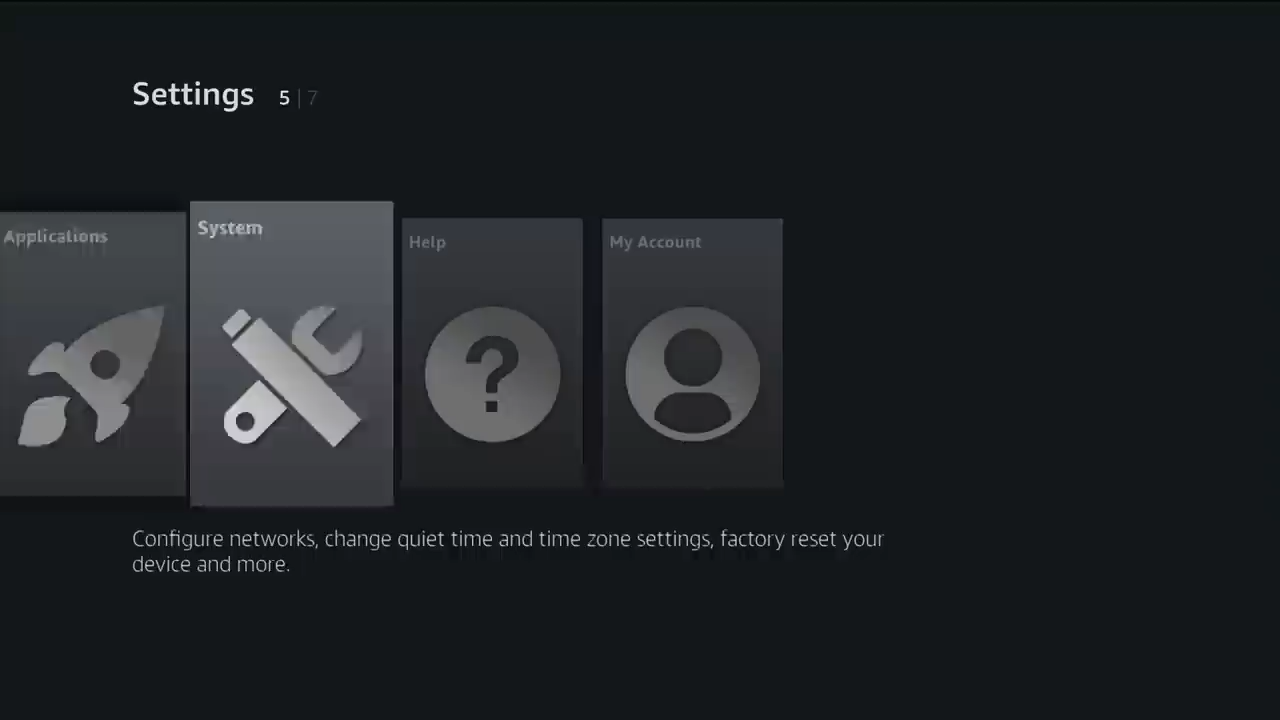 Settings 5 | 7
Applications
System
Help
My Account
Configure networks, change quiet time and time zone settings, factory reset your
device and more.